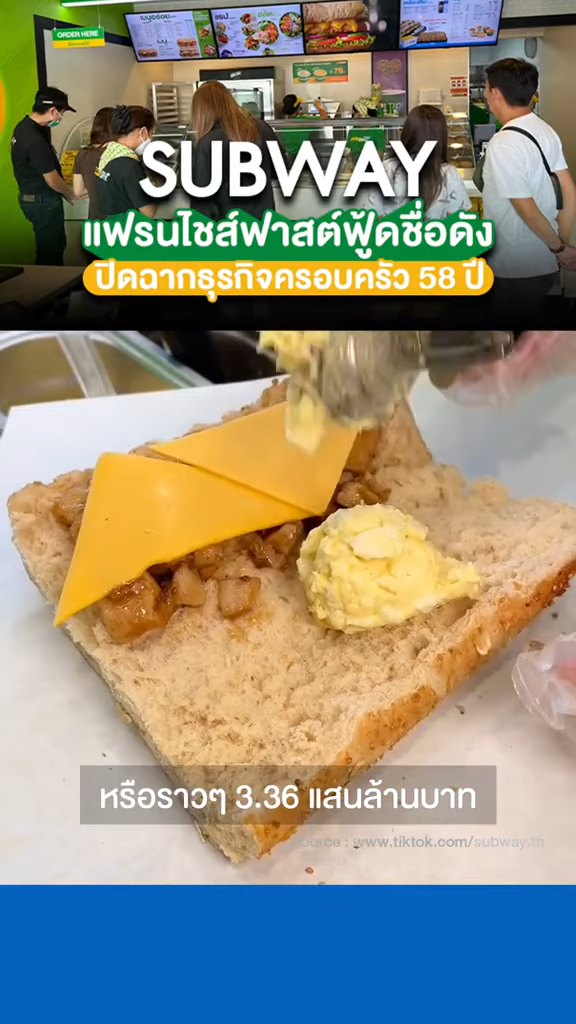 ORDER HERE
SUBWAY
แฟรนไชส์ฟาสต์ฟู้ดชื่อดัง
ปิดฉากธุรกิจครอบครัว 58 ปี
หรือราวๆ 3.36 แสนล้านบาท
source : www.tiktok.com/subway.th